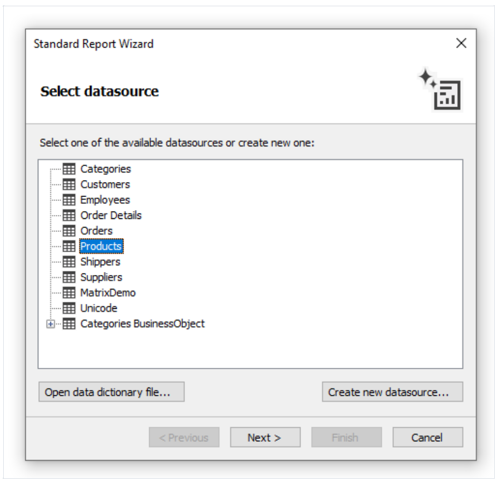 Standard Report Wizard
Select datasource
Select one of the available datasources or create new one:
Categories
Customers
Employees
Order Details
Orders
Products
Shippers
Suppliers
MatrixDemo
Unicode
Categories BusinessObject
Open data dictionary file... Create new datasource...
< Previous Next > Finish Cancel